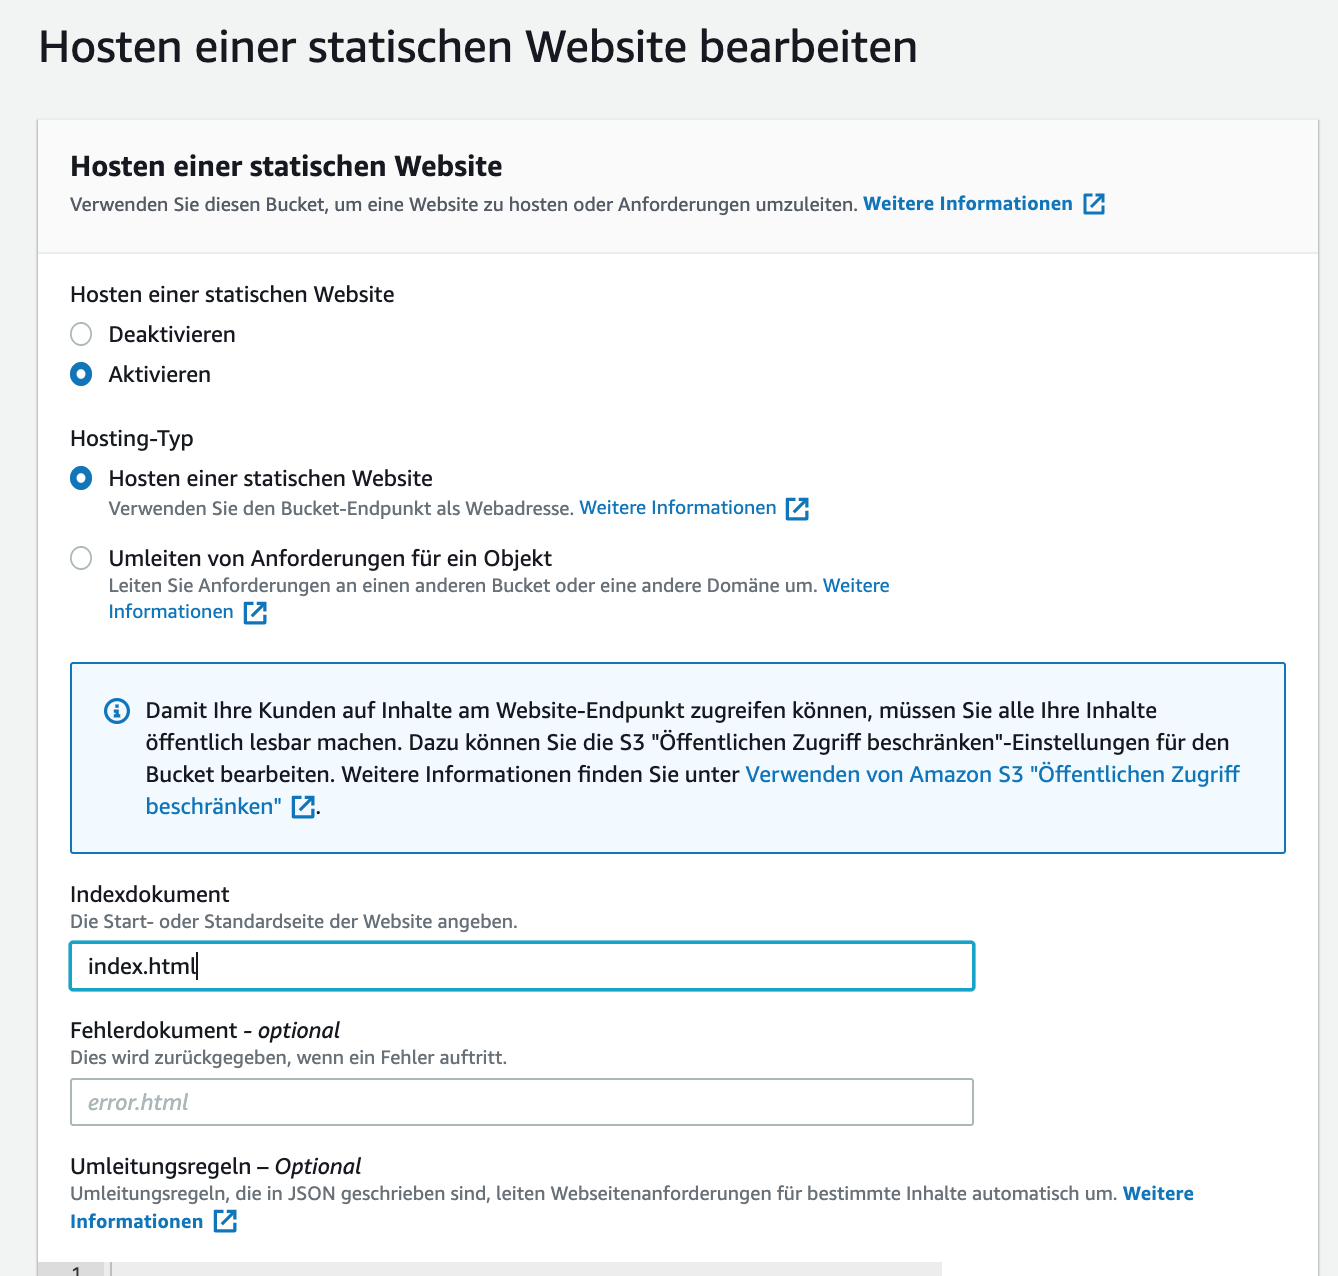 Hosten einer statischen Website bearbeiten
Hosten einer statischen Website
Verwenden Sie diesen Bucket, um eine Website zu hosten oder Anforderungen umzuleiten. Weitere Informationen
Hosten einer statischen Website
Deaktivieren
Aktivieren
Hosting-Typ
Hosten einer statischen Website
Verwenden Sie den Bucket-Endpunkt als Webadresse. Weitere Informationen
Umleiten von Anforderungen für ein Objekt
Leiten Sie Anforderungen an einen anderen Bucket oder eine andere Domäne um. Weitere
Informationen
Damit Ihre Kunden auf Inhalte am Website-Endpunkt zugreifen können, müssen Sie alle Ihre Inhalte
öffentlich lesbar machen. Dazu können Sie die S3 "Öffentlichen Zugriff beschränken"-Einstellungen für den
Bucket bearbeiten. Weitere Informationen finden Sie unter Verwenden von Amazon S3 "Öffentlichen Zugriff
beschränken".
Indexdokument
Die Start- oder Standardseite der Website angeben.
index.html
Fehlerdokument - optional
Dies wird zurückgegeben, wenn ein Fehler auftritt.
error.html
Umleitungsregeln – Optional
Umleitungsregeln, die in JSON geschrieben sind, leiten Webseitenanforderungen für bestimmte Inhalte automatisch um. Weitere
Informationen
1